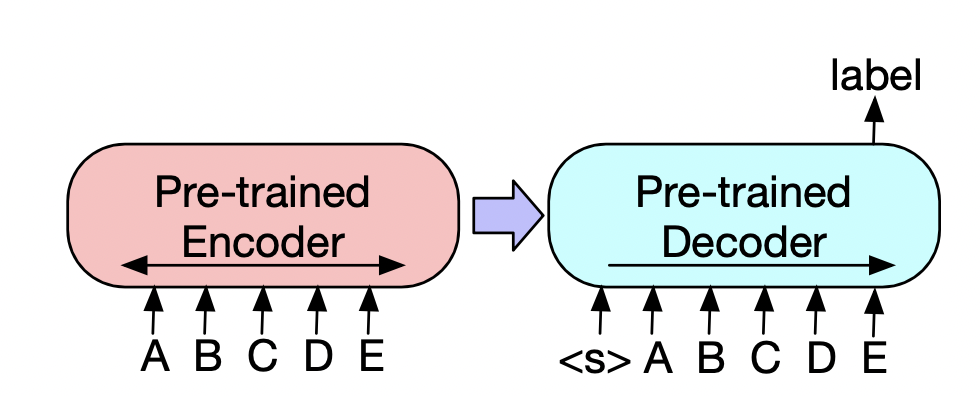 label
Pre-trained
Encoder
Pre-trained
Decoder
A B C D E
<s> A B C D E